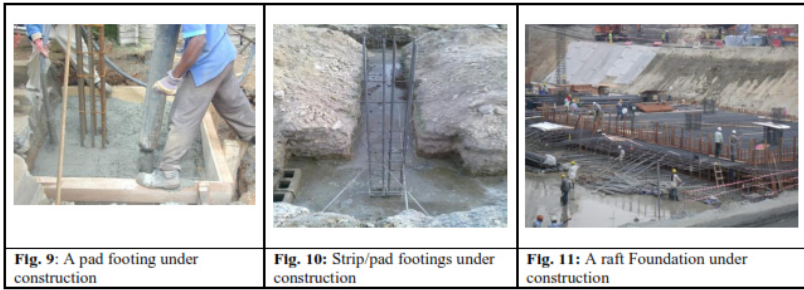 Fig. 9: A pad footing under
construction
Fig. 10: Strip/pad footings under
construction
Fig. 11: A raft Foundation under
construction